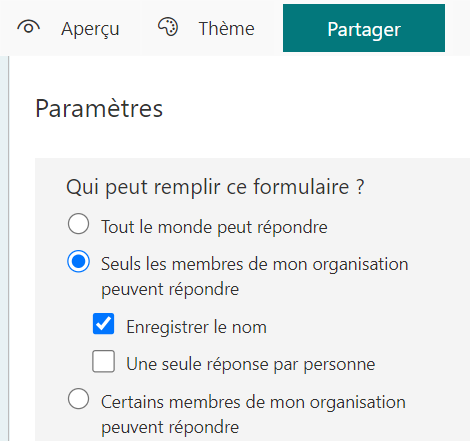 Aperçu Thème Partager
Paramètres
Qui peut remplir ce formulaire ?
Tout le monde peut répondre
Seuls les membres de mon organisation
peuvent répondre
Enregistrer le nom
Une seule réponse par personne
Certains membres de mon organisation
peuvent répondre